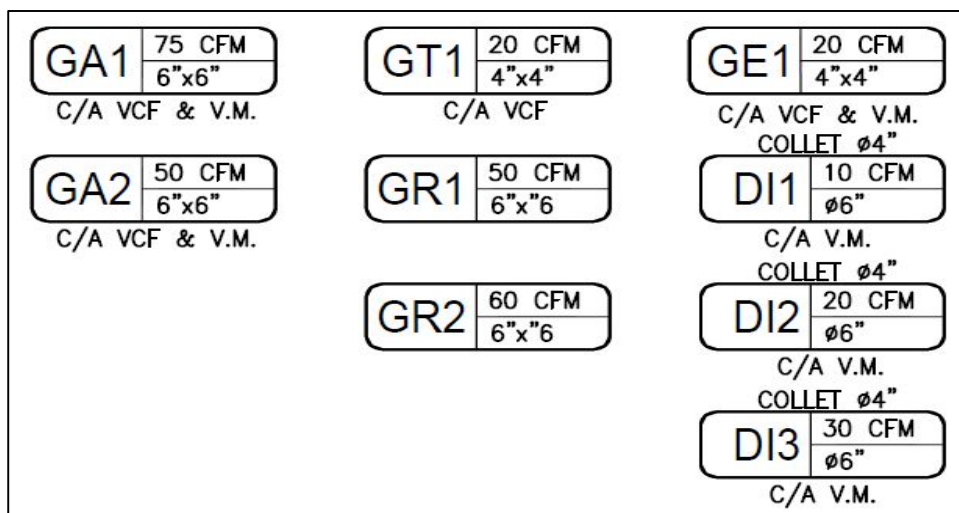 GA1 75 CFM
6"x6"
C/A VCF & V.M.
GA2 50 CFM
6"x6"
C/A VCF & V.M.
GT1 20 CFM
4"x4"
C/A VCF
GR1 50 CFM
6"x"6
GR2 60 CFM
6"x"6
GE1 20 CFM
4"x4"
C/A VCF & V.M.
COLLET ø4"
DI1 10 CFM
ø6"
C/A V.M.
COLLET ø4"
DI2 20 CFM
ø6"
C/A V.M.
COLLET ø4"
DI3 30 CFM
ø6"
C/A V.M.